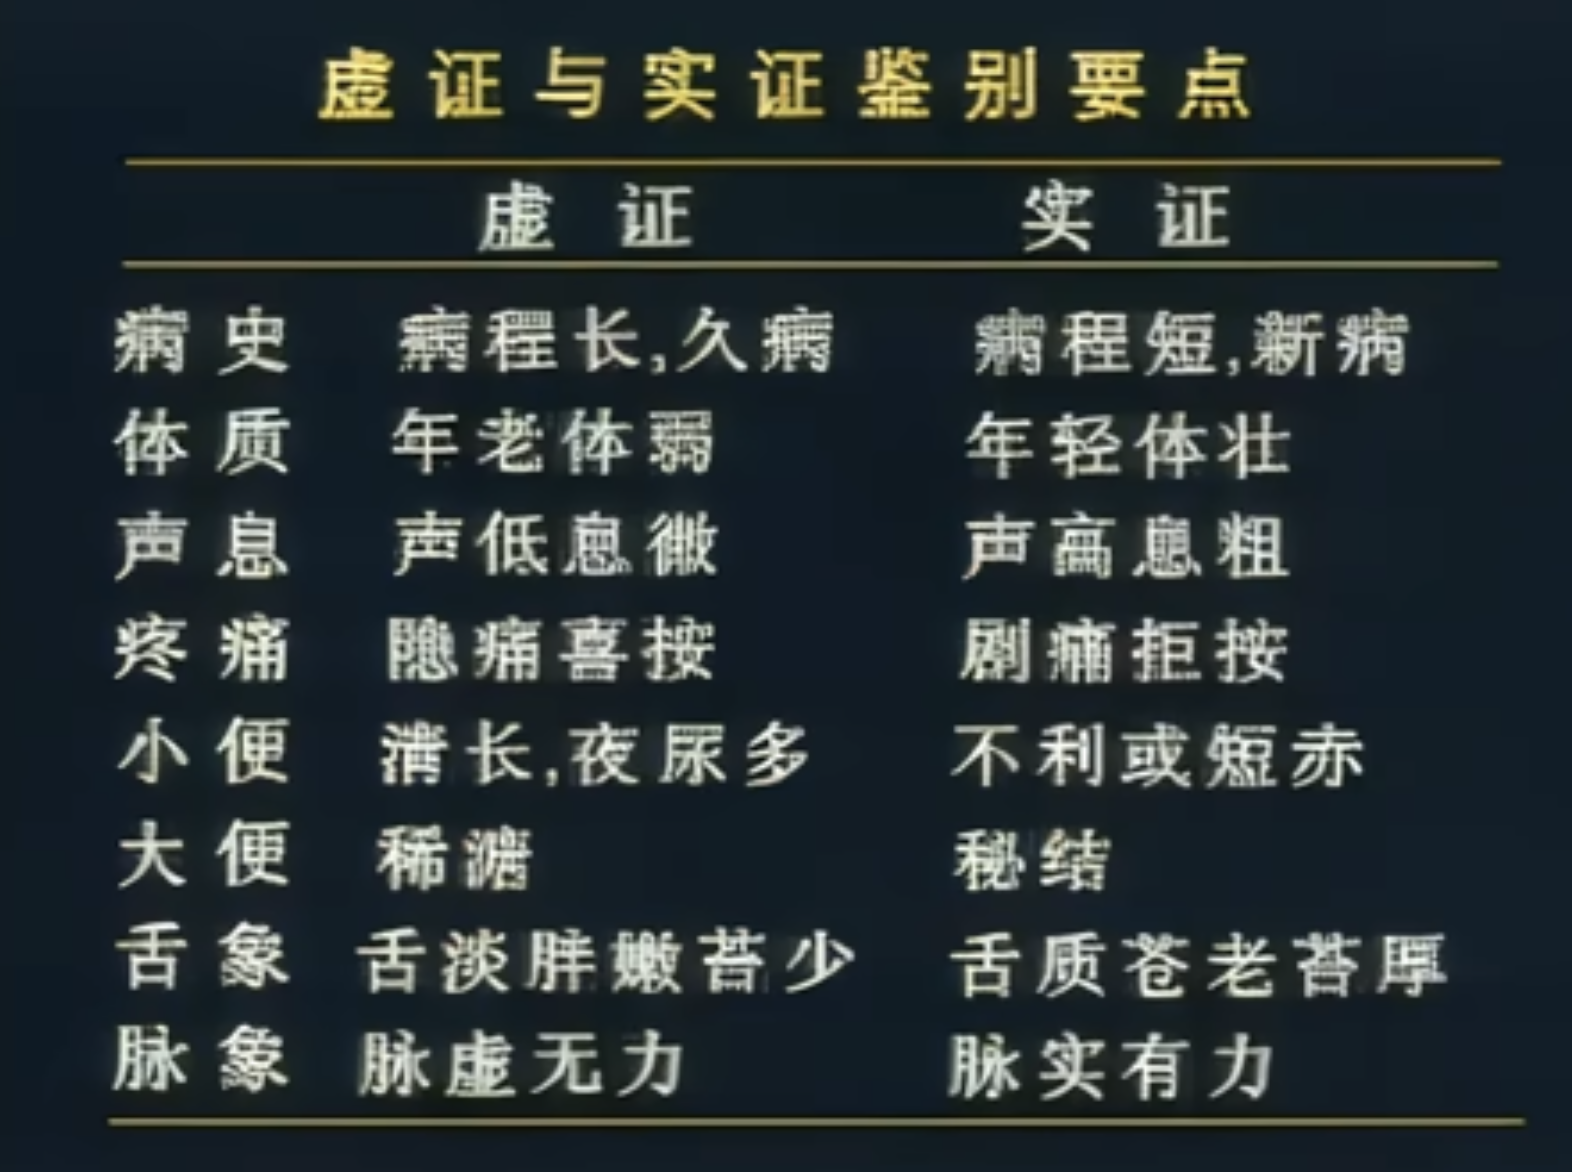 虚证与实证鉴别要点
虚证 实证
病史 病程长,久病 病程短,新病
体质 年老体弱 年轻体壮
声息 声低息微 声高息粗
疼痛 隐痛喜按 剧痛拒按
小便 清长,夜尿多 不利或短赤
大便 稀溏 秘结
舌象 舌淡胖嫩苔少 舌质苍老苔厚
脉象 脉虚无力 脉实有力